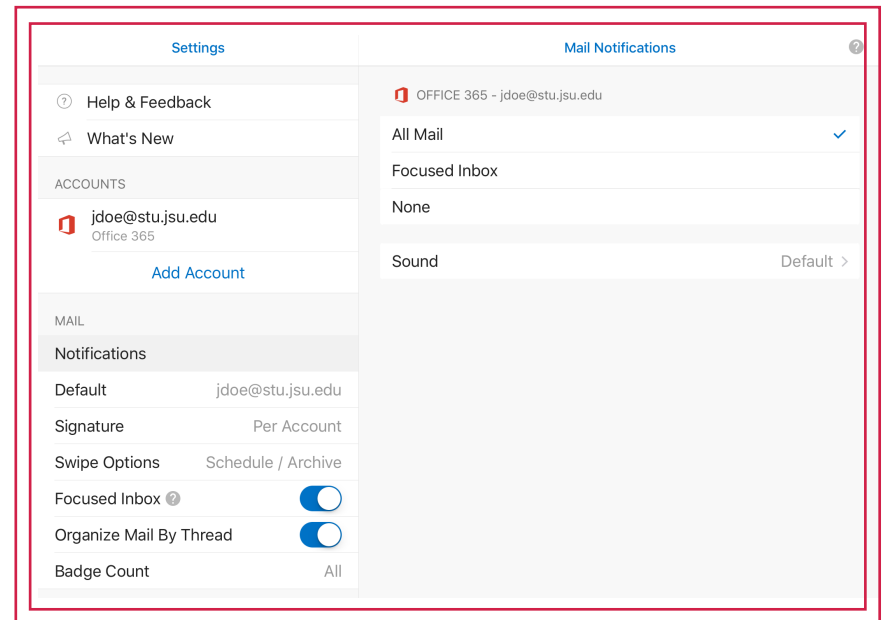 Settings
Help & Feedback
What's New
ACCOUNTS
jdoe@stu.jsu.edu
Office 365
Add Account
MAIL
Notifications
Default jdoe@stu.jsu.edu
Signature Per Account
Swipe Options Schedule / Archive
Focused Inbox ?
Organize Mail By Thread
Badge Count All
Mail Notifications ?
OFFICE 365 - jdoe@stu.jsu.edu
All Mail
Focused Inbox
None
Sound Default >